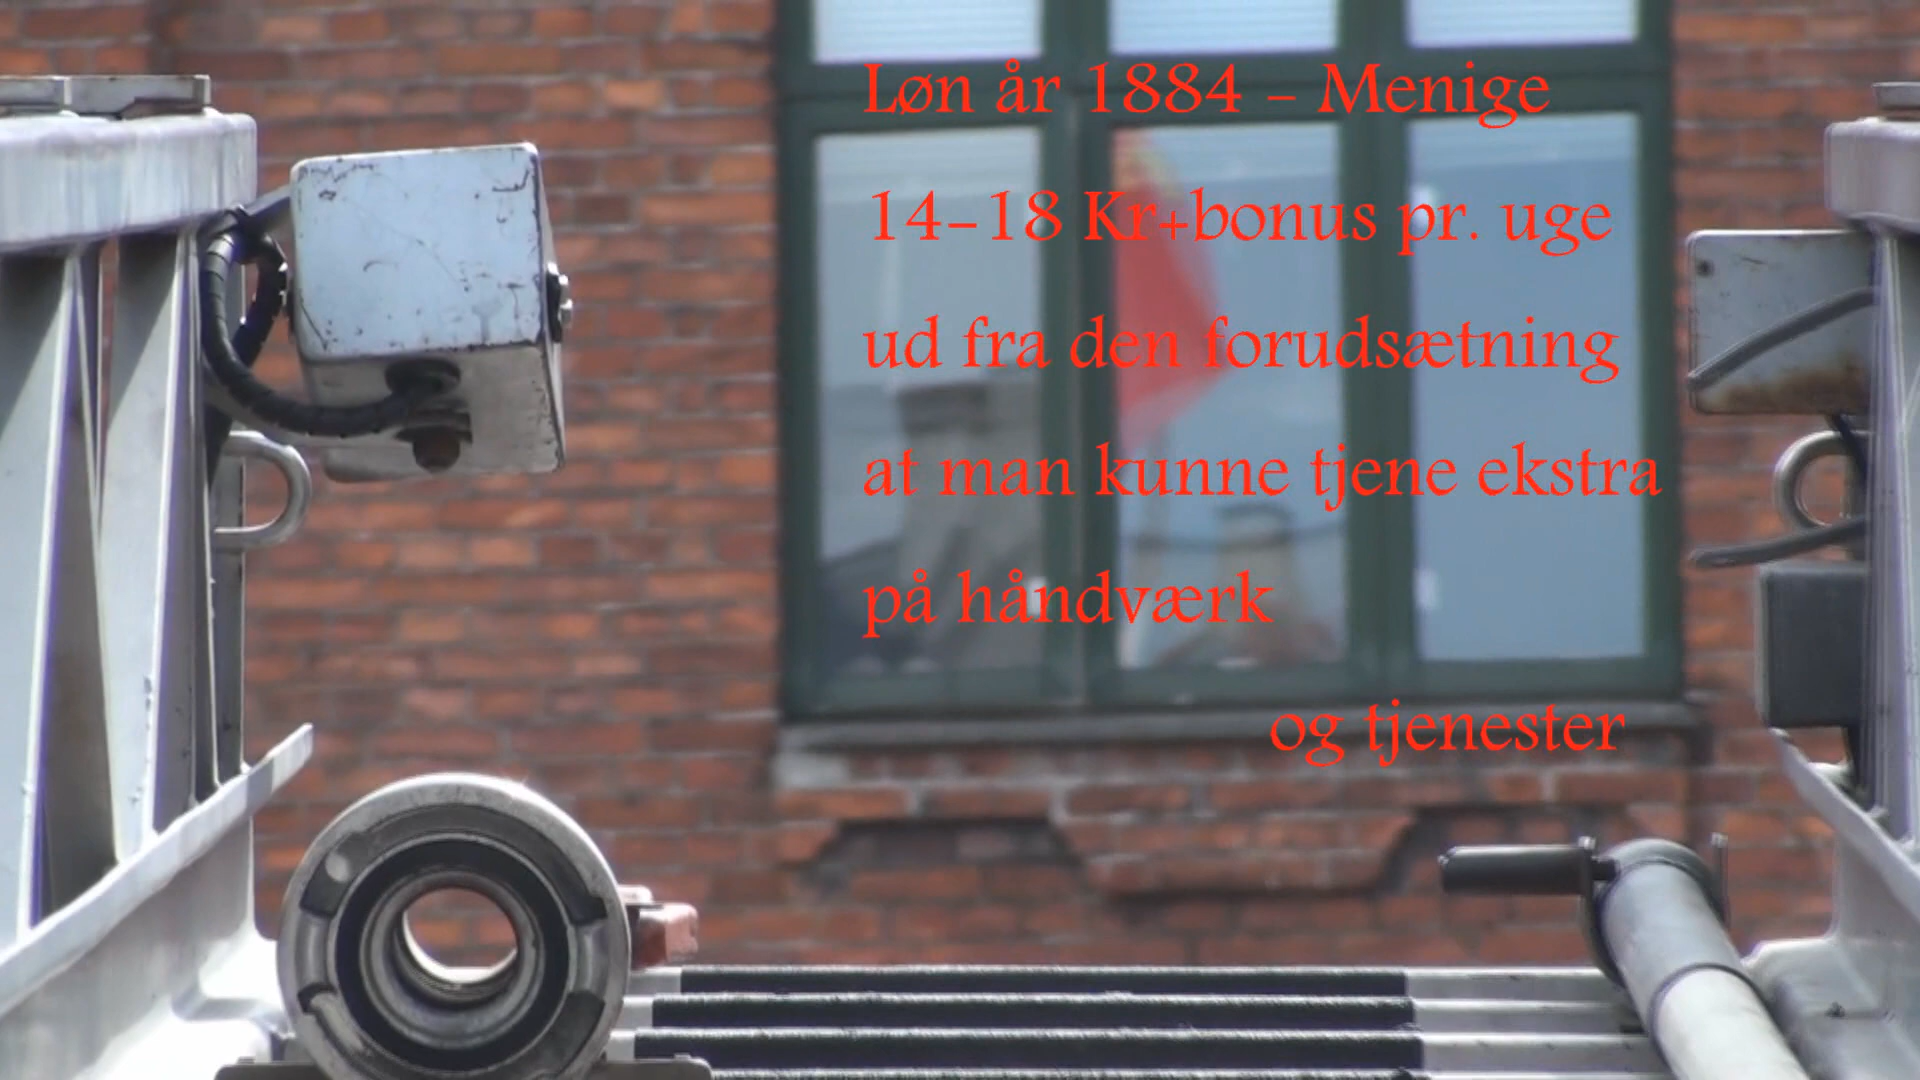 Løn år 1884 - Menige
14-18 Kr+bonus pr. uge
ud fra den forudsætning
at man kunne tjene ekstra
på håndværk
og tjenester